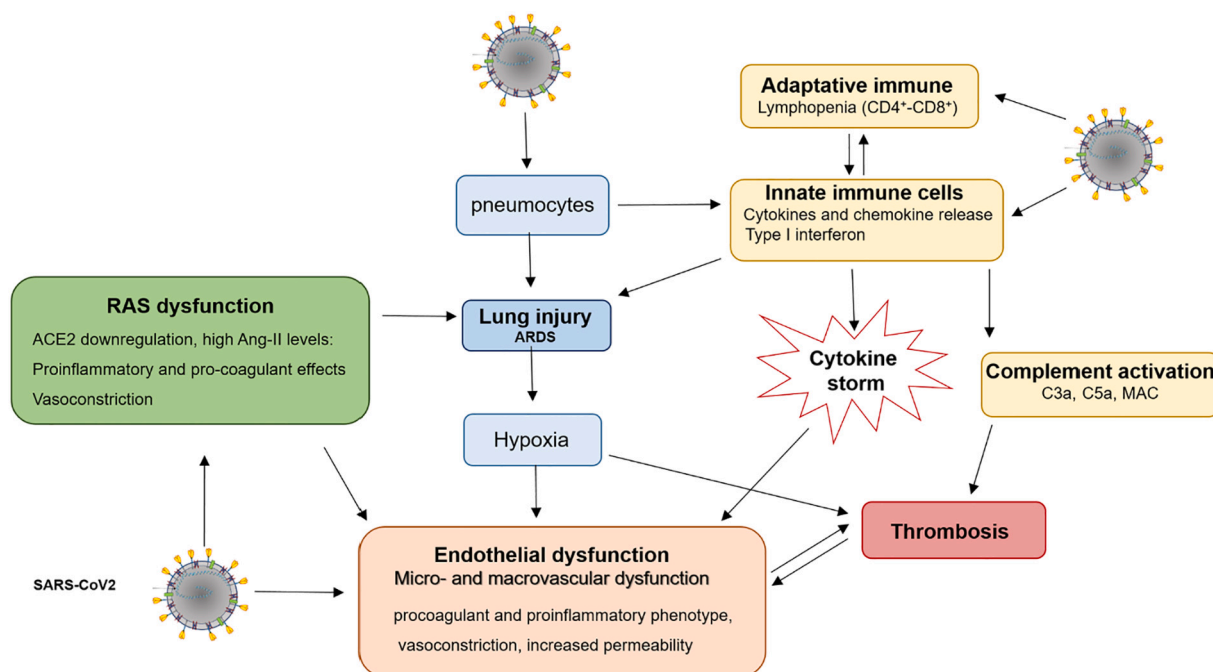 Adaptative immune
Lymphopenia (CD4⁺-CD8⁺)
pneumocytes
Innate immune cells
Cytokines and chemokine release
Type I interferon
RAS dysfunction
ACE2 downregulation, high Ang-II levels:
Proinflammatory and pro-coagulant effects
Vasoconstriction
Lung injury
ARDS
Cytokine
storm
Complement activation
C3a, C5a, MAC
Hypoxia
Thrombosis
Endothelial dysfunction
Micro- and macrovascular dysfunction
procoagulant and proinflammatory phenotype,
vasoconstriction, increased permeability
SARS-CoV2